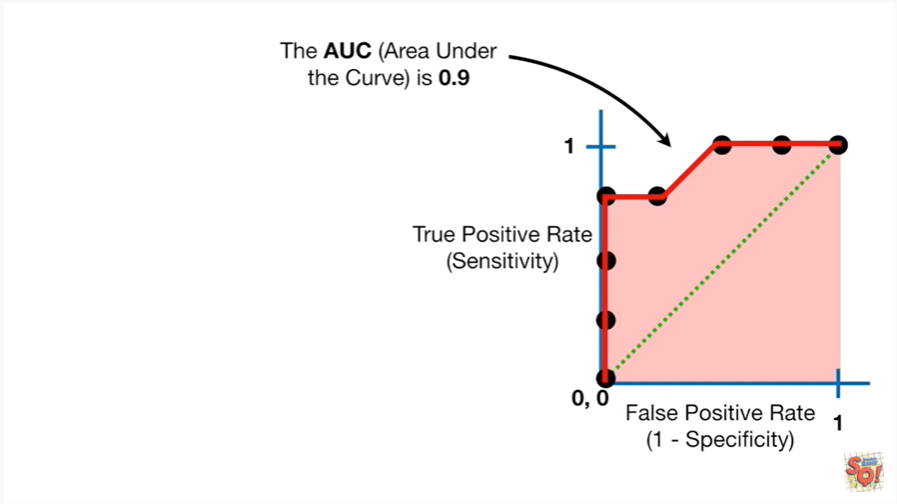 The AUC (Area Under
the Curve) is 0.9
1
True Positive Rate
(Sensitivity)
0, 0
False Positive Rate
(1 - Specificity)
1
SQ!